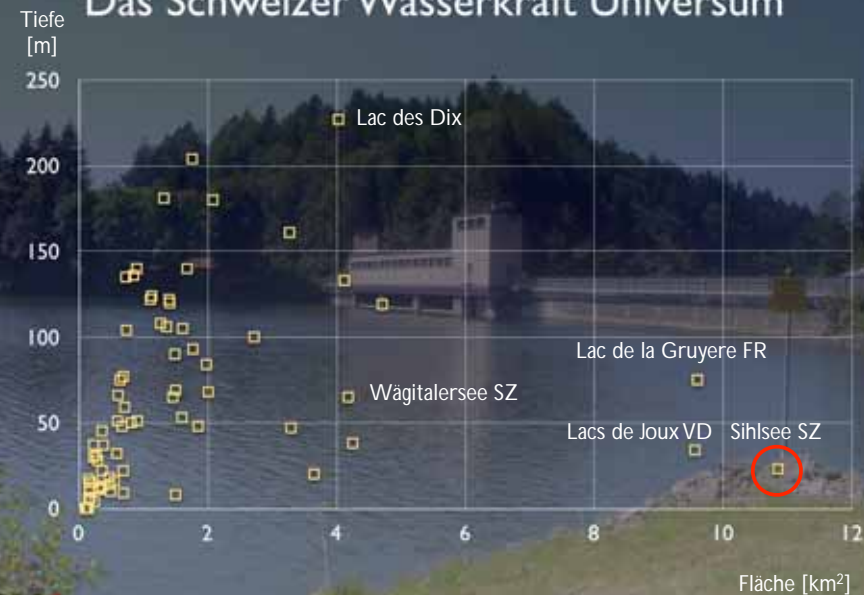 Das Schweizer Wasserkraft Universum
Tiefe
[m]
250
Lac des Dix
200
150
100
Lac de la Gruyere FR
Wägitalersee SZ
50
Lacs de Joux VD Sihlsee SZ
0
0 2 4 6 8 10 12
Fläche [km²]